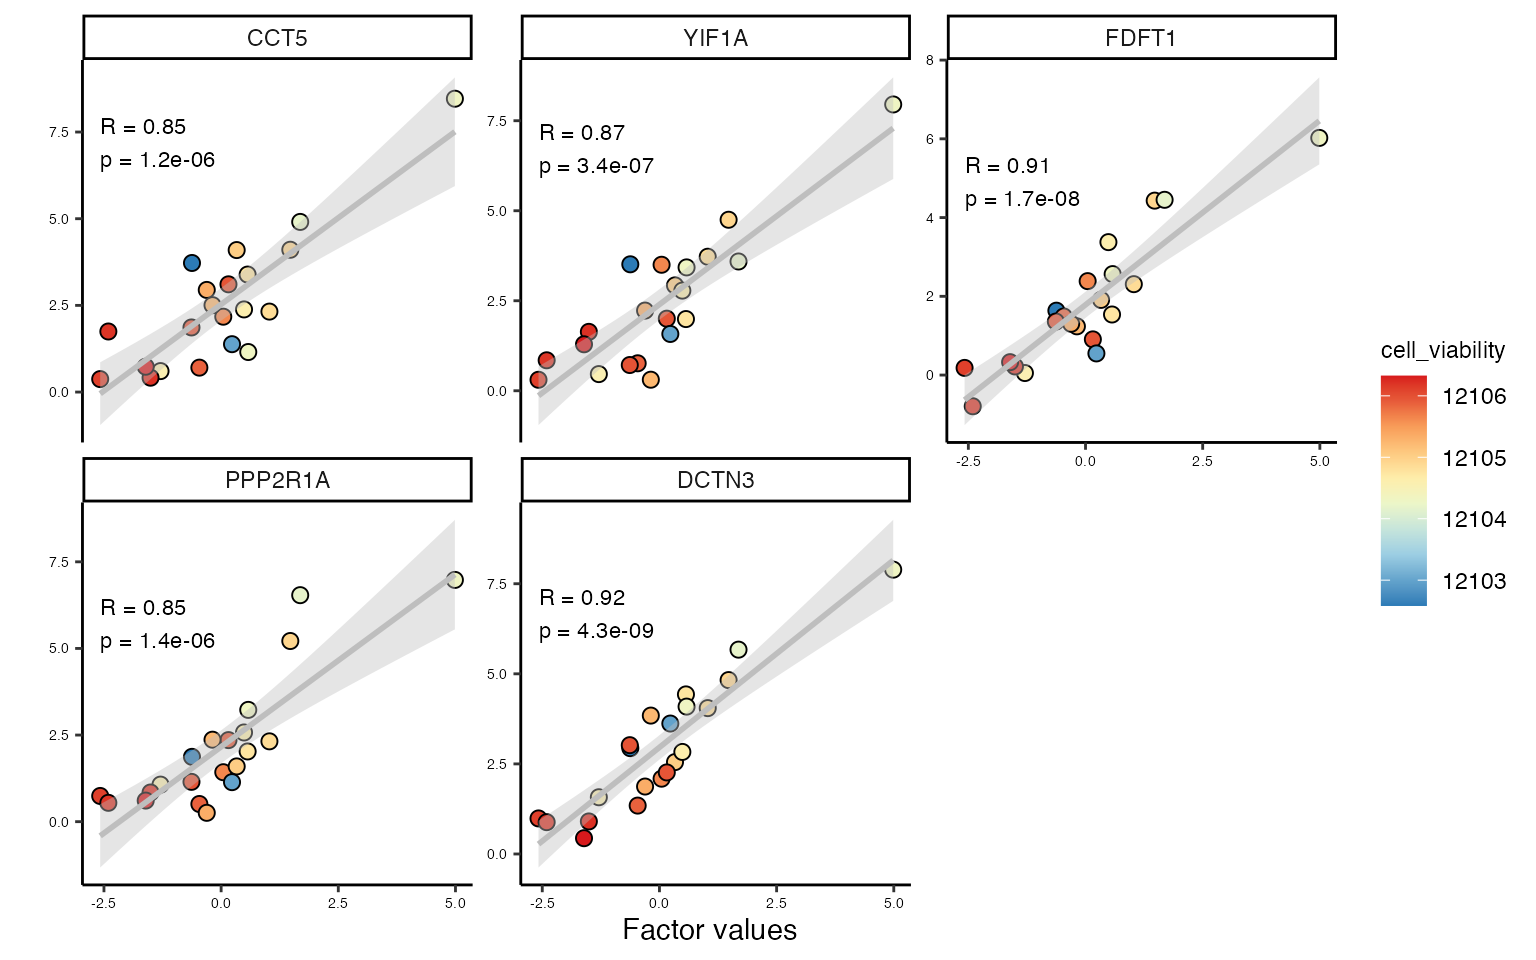 CCT5
YIF1A
FDFT1
R = 0.85
p = 1.2e-06
7.5
5.0
2.5
0.0
R = 0.87
p = 3.4e-07
7.5
5.0
2.5
0.0
R = 0.91
p = 1.7e-08
8
6
4
2
0
-2.5 0.0 2.5 5.0
PPP2R1A
DCTN3
R = 0.85
p = 1.4e-06
7.5
5.0
2.5
0.0
-2.5 0.0 2.5 5.0
R = 0.92
p = 4.3e-09
7.5
5.0
2.5
0.0
-2.5 0.0 2.5 5.0
Factor values
cell_viability
12106
12105
12104
12103